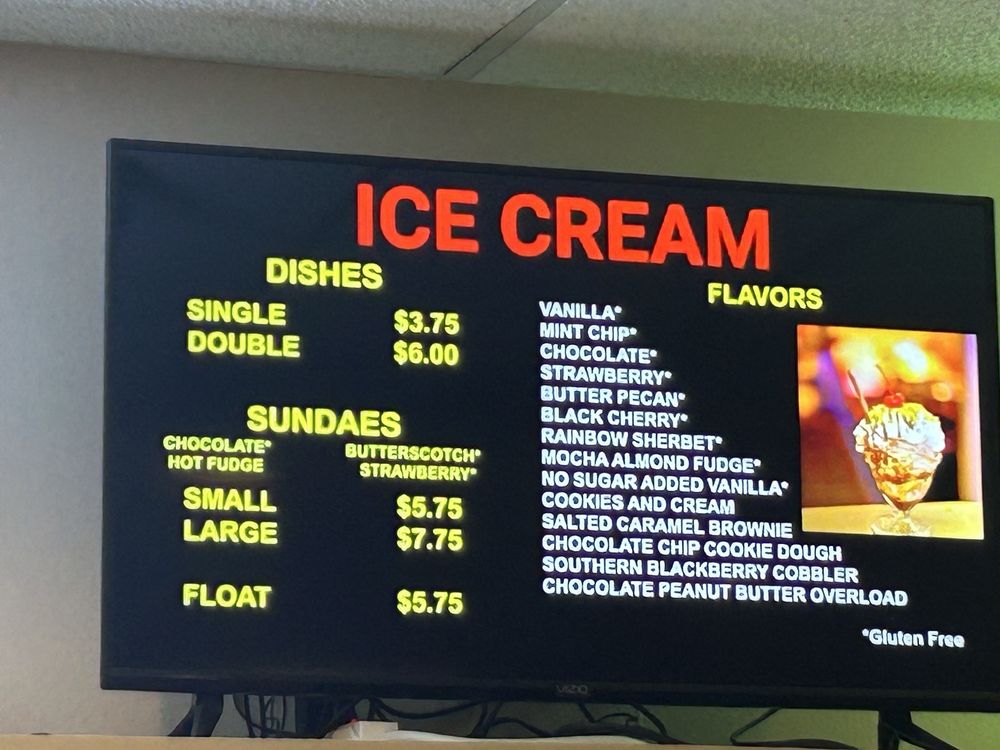 ICE CREAM
DISHES
SINGLE $3.75
DOUBLE $6.00
SUNDAES
CHOCOLATE* BUTTERSCOTCH*
HOT FUDGE STRAWBERRY*
SMALL $5.75
LARGE $7.75
FLOAT $5.75
FLAVORS
VANILLA*
MINT CHIP*
CHOCOLATE*
STRAWBERRY*
BUTTER PECAN*
BLACK CHERRY*
RAINBOW SHERBET*
MOCHA ALMOND FUDGE*
NO SUGAR ADDED VANILLA*
COOKIES AND CREAM
SALTED CARAMEL BROWNIE
CHOCOLATE CHIP COOKIE DOUGH
SOUTHERN BLACKBERRY COBBLER
CHOCOLATE PEANUT BUTTER OVERLOAD
*Gluten Free
VIZIO